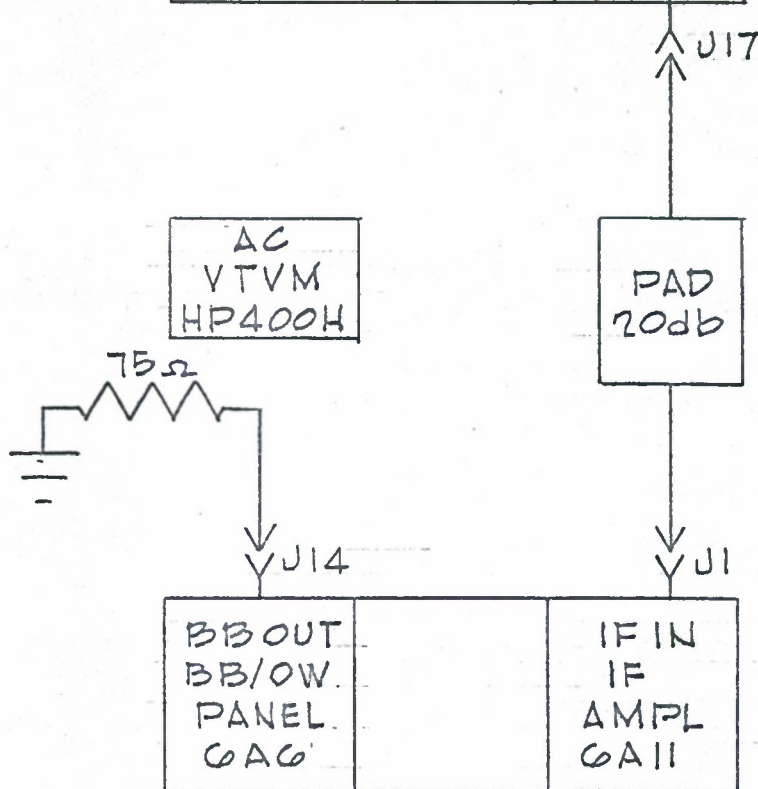 J17
AC
VTVM
HP400H
PAD
20db
75Ω
J14
J1
BB OUT
BB/OW
PANEL
6A6
IF IN
IF
AMPL
6A11